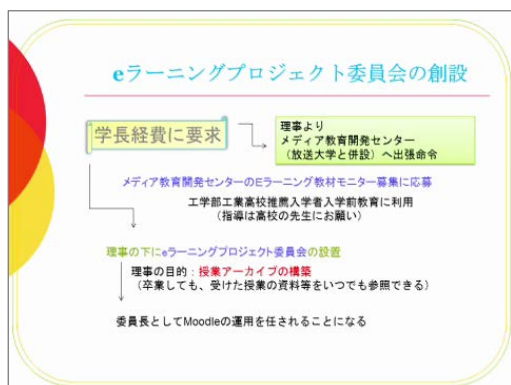 eラーニングプロジェクト委員会の創設
学長経費に要求
理事より
メディア教育開発センター
(放送大学と併設)へ出張命令
メディア教育開発センターのEラーニング教材モニター募集に応募
工学部工業高校推薦入学者入学前教育に利用
(指導は高校の先生にお願い)
理事の下にeラーニングプロジェクト委員会の設置
理事の目的:授業アーカイブの構築
(卒業しても、受けた授業の資料等をいつでも参照できる)
委員長としてMoodleの運用を任されることになる